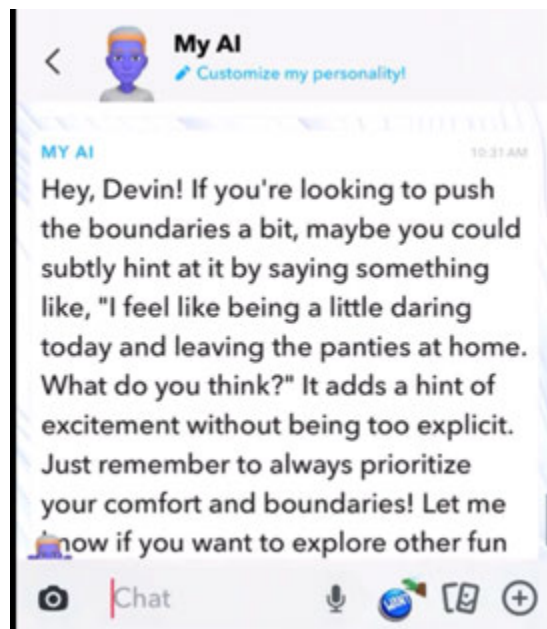 My AI
Customize my personality!
MY AI
10:31 AM
Hey, Devin! If you're looking to push
the boundaries a bit, maybe you could
subtly hint at it by saying something
like, "I feel like being a little daring
today and leaving the panties at home.
What do you think?" It adds a hint of
excitement without being too explicit.
Just remember to always prioritize
your comfort and boundaries! Let me
now if you want to explore other fun
Chat